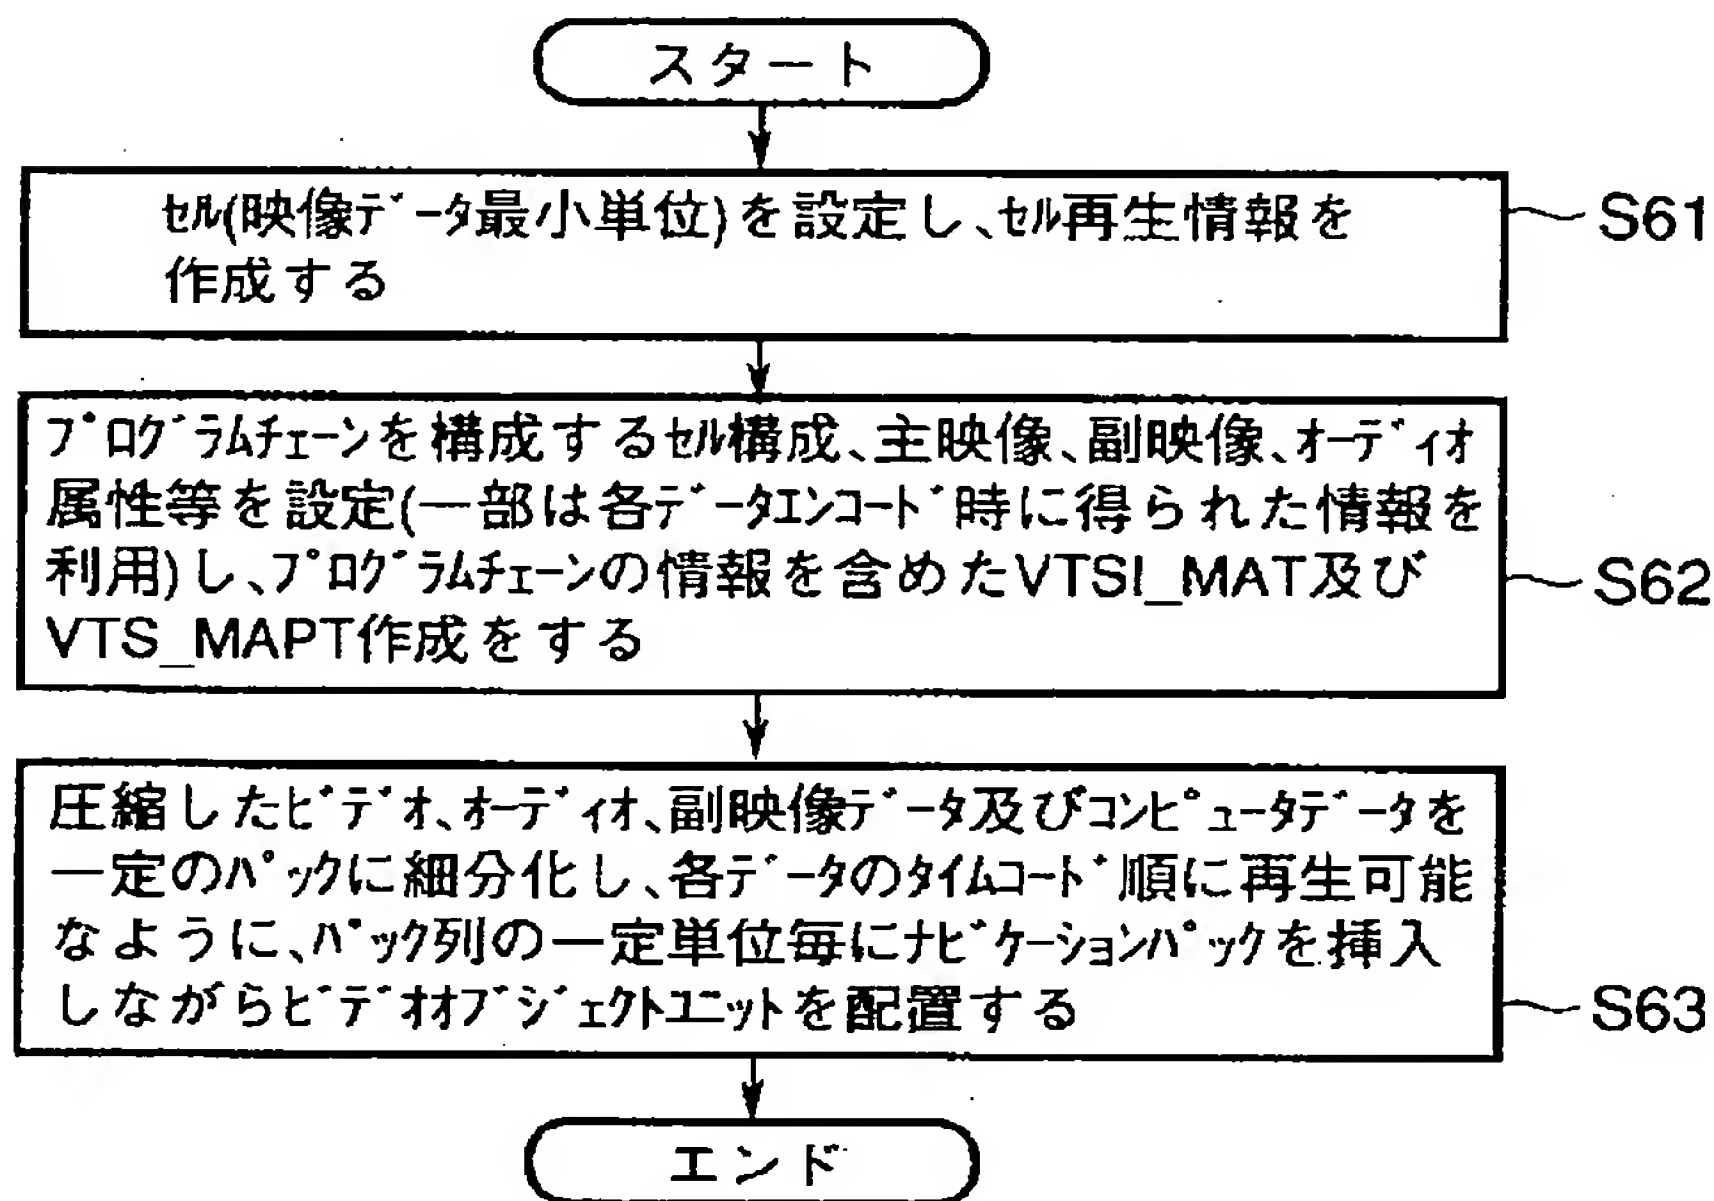 スタート
ｾﾙ(映像ﾃﾞｰﾀ最小単位)を設定し、ｾﾙ再生情報を
作成する
S61
ﾌﾟﾛｸﾞﾗﾑﾁｪｰﾝを構成するｾﾙ構成、主映像、副映像、ｵｰﾃﾞｨｵ
属性等を設定(一部は各ﾃﾞｰﾀｴﾝｺｰﾄﾞ時に得られた情報を
利用)し、ﾌﾟﾛｸﾞﾗﾑﾁｪｰﾝの情報を含めたVTSI_MAT及び
VTS_MAPT作成をする
S62
圧縮したﾋﾞﾃﾞｵ、ｵｰﾃﾞｨｵ、副映像ﾃﾞｰﾀ及びｺﾝﾋﾟｭｰﾀﾃﾞｰﾀを
一定のﾊﾟｯｸに細分化し、各ﾃﾞｰﾀのﾀｲﾑｺｰﾄﾞ順に再生可能
なように、ﾊﾟｯｸ列の一定単位毎にﾅﾋﾞｹﾞｰｼｮﾝﾊﾟｯｸを挿入
しながらﾋﾞﾃﾞｵｵﾌﾞｼﾞｪｸﾄﾕﾆｯﾄを配置する
S63
エンド